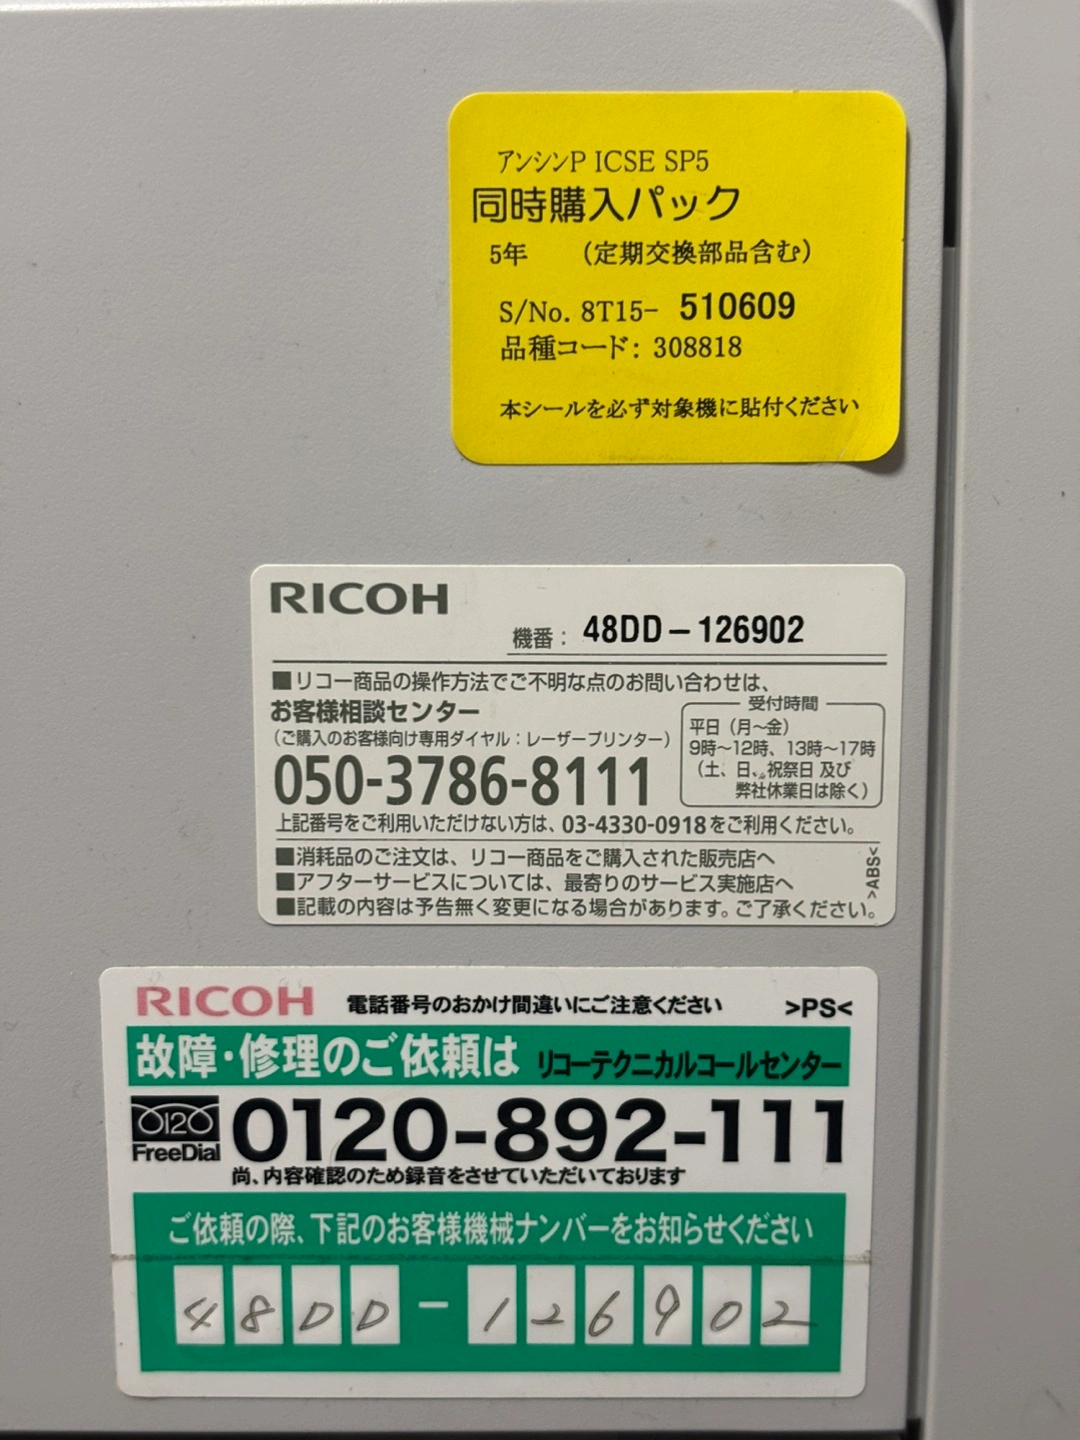 アンシンP ICSE SP5
同時購入パック
5年 （定期交換部品含む）
S/No. 8T15- 510609
品種コード: 308818
本シールを必ず対象機に貼付ください
RICOH
機番： 48DD-126902
■リコー商品の操作方法でご不明な点のお問い合わせは、
お客様相談センター
（ご購入のお客様向け専用ダイヤル：レーザープリンター）
050-3786-8111
受付時間
平日（月〜金）
9時〜12時、13時〜17時
（土、日、祝祭日 及び
弊社休業日は除く）
上記番号をご利用いただけない方は、03-4330-0918をご利用ください。
■消耗品のご注文は、リコー商品をご購入された販売店へ
■アフターサービスについては、最寄りのサービス実施店へ
■記載の内容は予告無く変更になる場合があります。ご了承ください。
>ABS<
RICOH 電話番号のおかけ間違いにご注意ください >PS<
故障・修理のご依頼は リコーテクニカルコールセンター
0120
FreeDial
0120-892-111
尚、内容確認のため録音をさせていただいております
ご依頼の際、下記のお客様機械ナンバーをお知らせください
48DD-126902